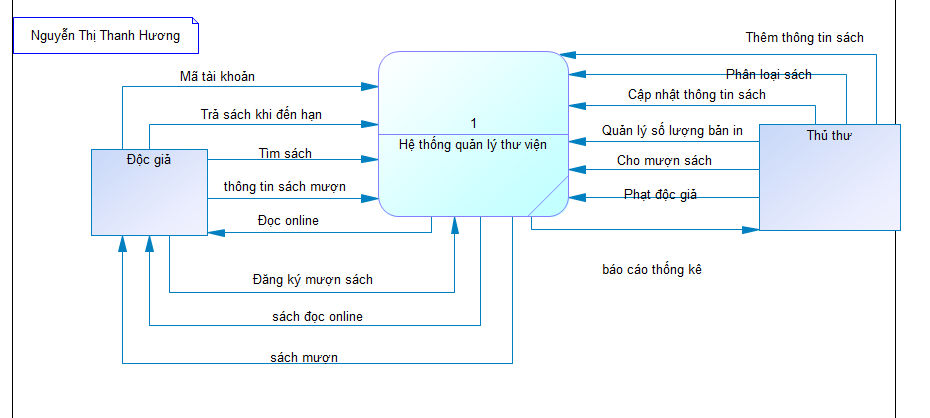 Nguyễn Thị Thanh Hương
Thêm thông tin sách
Mã tài khoản
Phân loại sách
Cập nhật thông tin sách
Trả sách khi đến hạn
1
Quản lý số lượng bản in
Thủ thư
Hệ thống quản lý thư viện
Tìm sách
Độc giả
Cho mượn sách
thông tin sách mượn
Phạt độc giả
Đọc online
báo cáo thống kê
Đăng ký mượn sách
sách đọc online
sách mượn